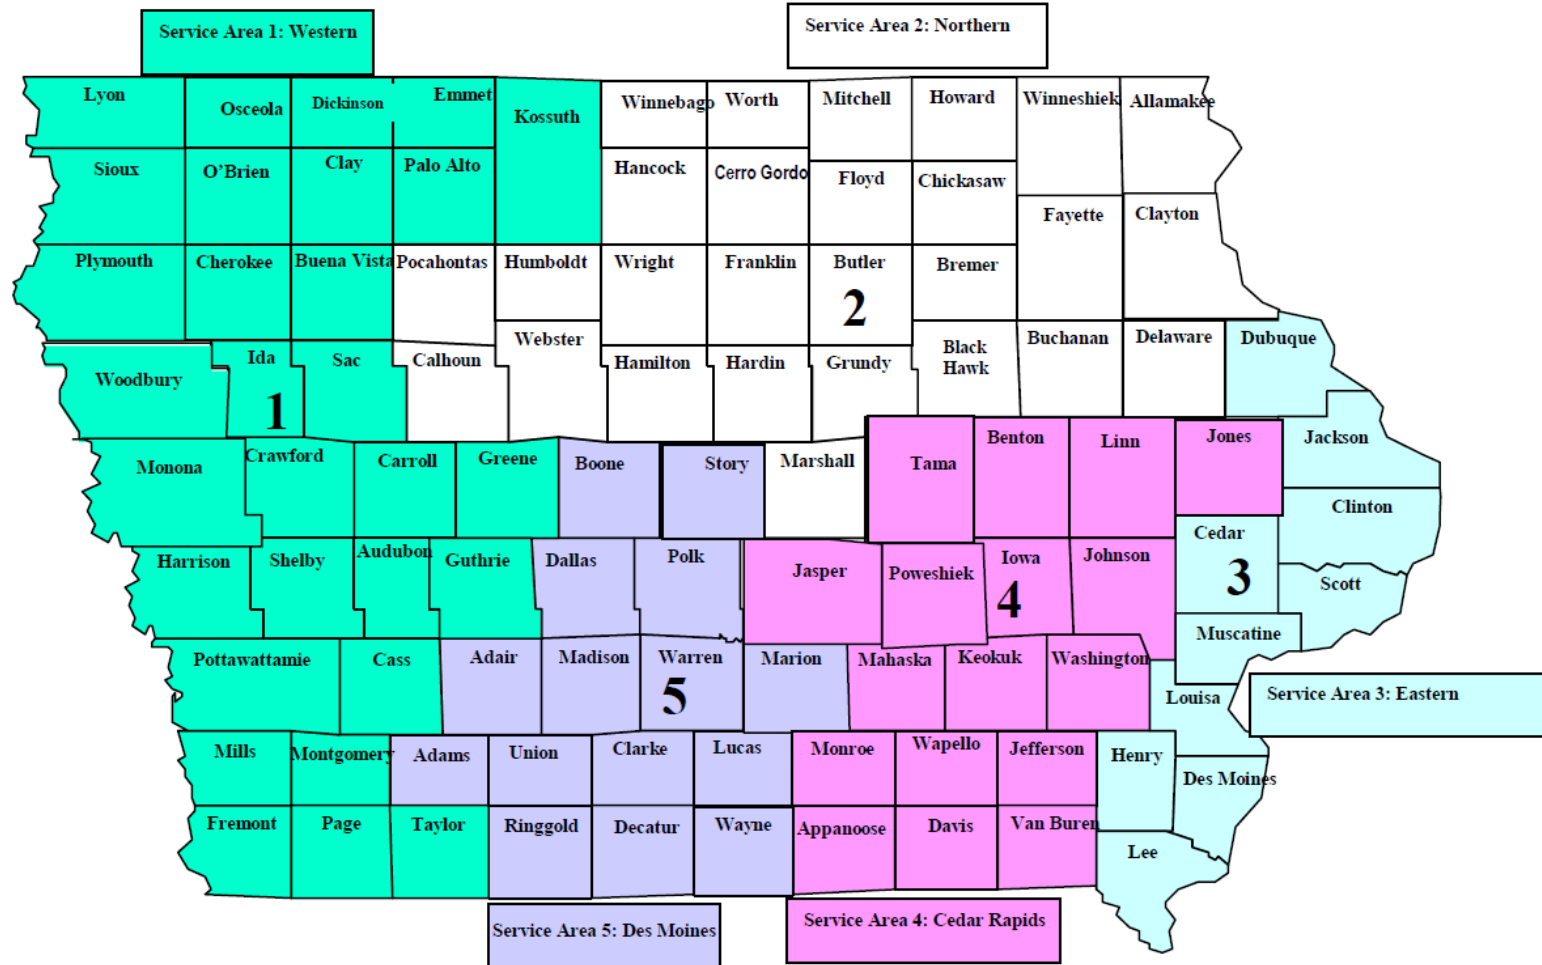 Service Area 1: Western
Service Area 2: Northern
Lyon
Osceola
Dickinson
Emmet
Kossuth
Winnebago
Worth
Mitchell
Howard
Winneshiek
Allamakee
Sioux
O'Brien
Clay
Palo Alto
Hancock
Cerro Gordo
Floyd
Chickasaw
Fayette
Clayton
Plymouth
Cherokee
Buena Vista
Pocahontas
Humboldt
Wright
Franklin
Butler
Bremer
2
Woodbury
Ida
Sac
Calhoun
Webster
Hamilton
Hardin
Grundy
Black
Hawk
Buchanan
Delaware
Dubuque
1
Monona
Crawford
Carroll
Greene
Boone
Story
Marshall
Tama
Benton
Linn
Jones
Jackson
Clinton
Harrison
Shelby
Audubon
Guthrie
Dallas
Polk
Jasper
Poweshiek
Iowa
Johnson
Cedar
Scott
4
3
Muscatine
Pottawattamie
Cass
Adair
Madison
Warren
Marion
Mahaska
Keokuk
Washington
Louisa
Service Area 3: Eastern
5
Mills
Montgomery
Adams
Union
Clarke
Lucas
Monroe
Wapello
Jefferson
Henry
Des Moines
Fremont
Page
Taylor
Ringgold
Decatur
Wayne
Appanoose
Davis
Van Buren
Lee
Service Area 5: Des Moines
Service Area 4: Cedar Rapids